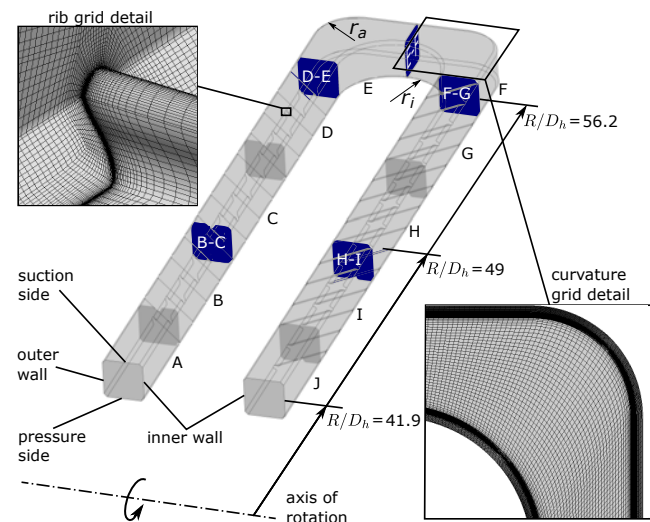 rib grid detail
r_a
D-E
E
F-G
F
r_i
D
R/D_h = 56.2
G
C
B-C
H
H-I
R/D_h = 49
suction
side
B
curvature
grid detail
I
outer
wall
A
J
pressure
side
inner wall
R/D_h = 41.9
axis of
rotation